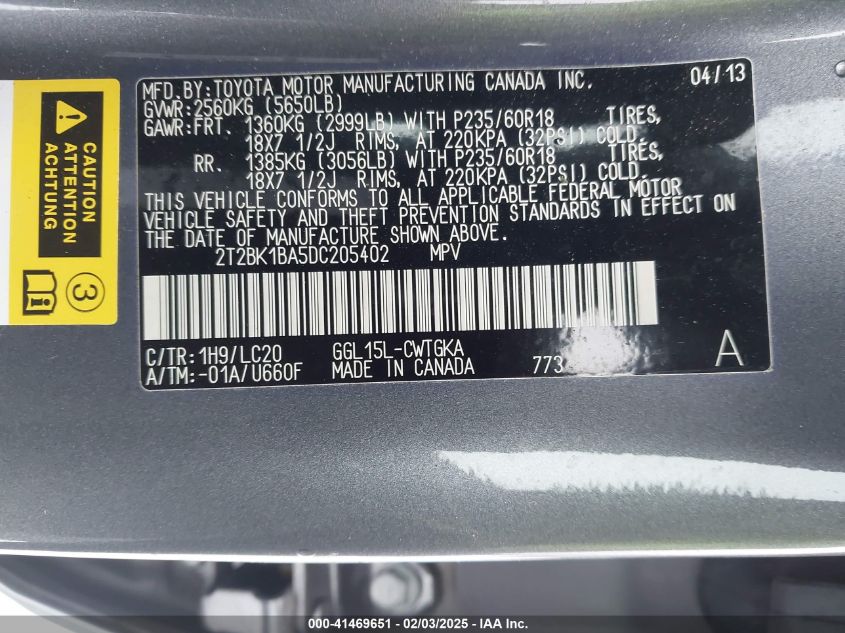 MFD. BY: TOYOTA MOTOR MANUFACTURING CANADA INC. 04/13
GVWR: 2560KG (5650LB)
GAWR: FRT. 1360KG (2999LB) WITH P235/60R18 TIRES,
18X7 1/2J RIMS, AT 220KPA (32PSI) COLD.
RR. 1385KG (3056LB) WITH P235/60R18 TIRES,
18X7 1/2J RIMS, AT 220KPA (32PSI) COLD.
THIS VEHICLE CONFORMS TO ALL APPLICABLE FEDERAL MOTOR
VEHICLE SAFETY AND THEFT PREVENTION STANDARDS IN EFFECT ON
THE DATE OF MANUFACTURE SHOWN ABOVE.
2T2BK1BA5DC205402 MPV
C/TR: 1H9/LC20 GGL15L-CWTGKA
A/TM: -01A/U660F MADE IN CANADA 773 A
CAUTION
ATTENTION
ACHTUNG
3
000-41469651 - 02/03/2025 - IAA Inc.